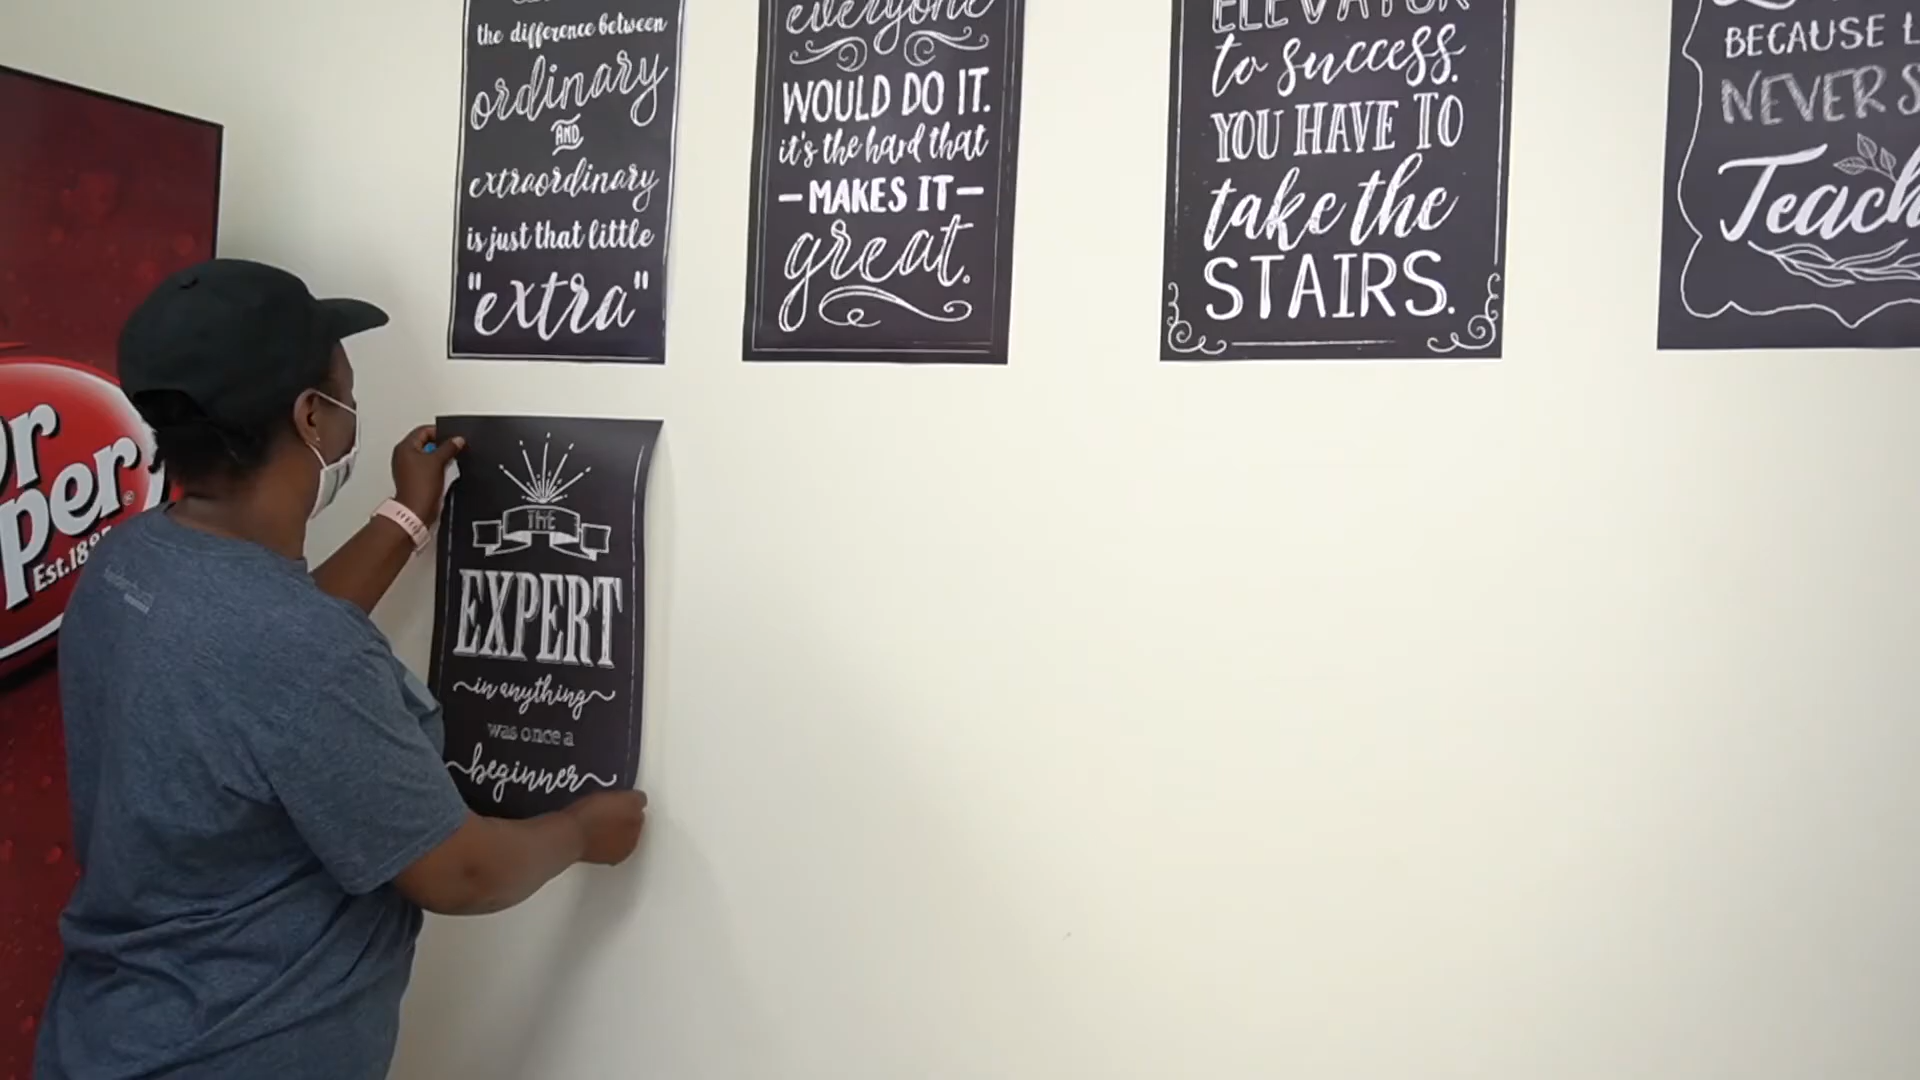 the difference between
ordinary
AND
extraordinary
is just that little
"extra"
everyone
WOULD DO IT.
it's the hard that
—MAKES IT—
great.
ELEVATOR
to success.
YOU HAVE TO
take the
STAIRS.
BECAUSE L
NEVER S
Teach
THE
EXPERT
in anything
was once a
beginner
Dr
per®
Est.188